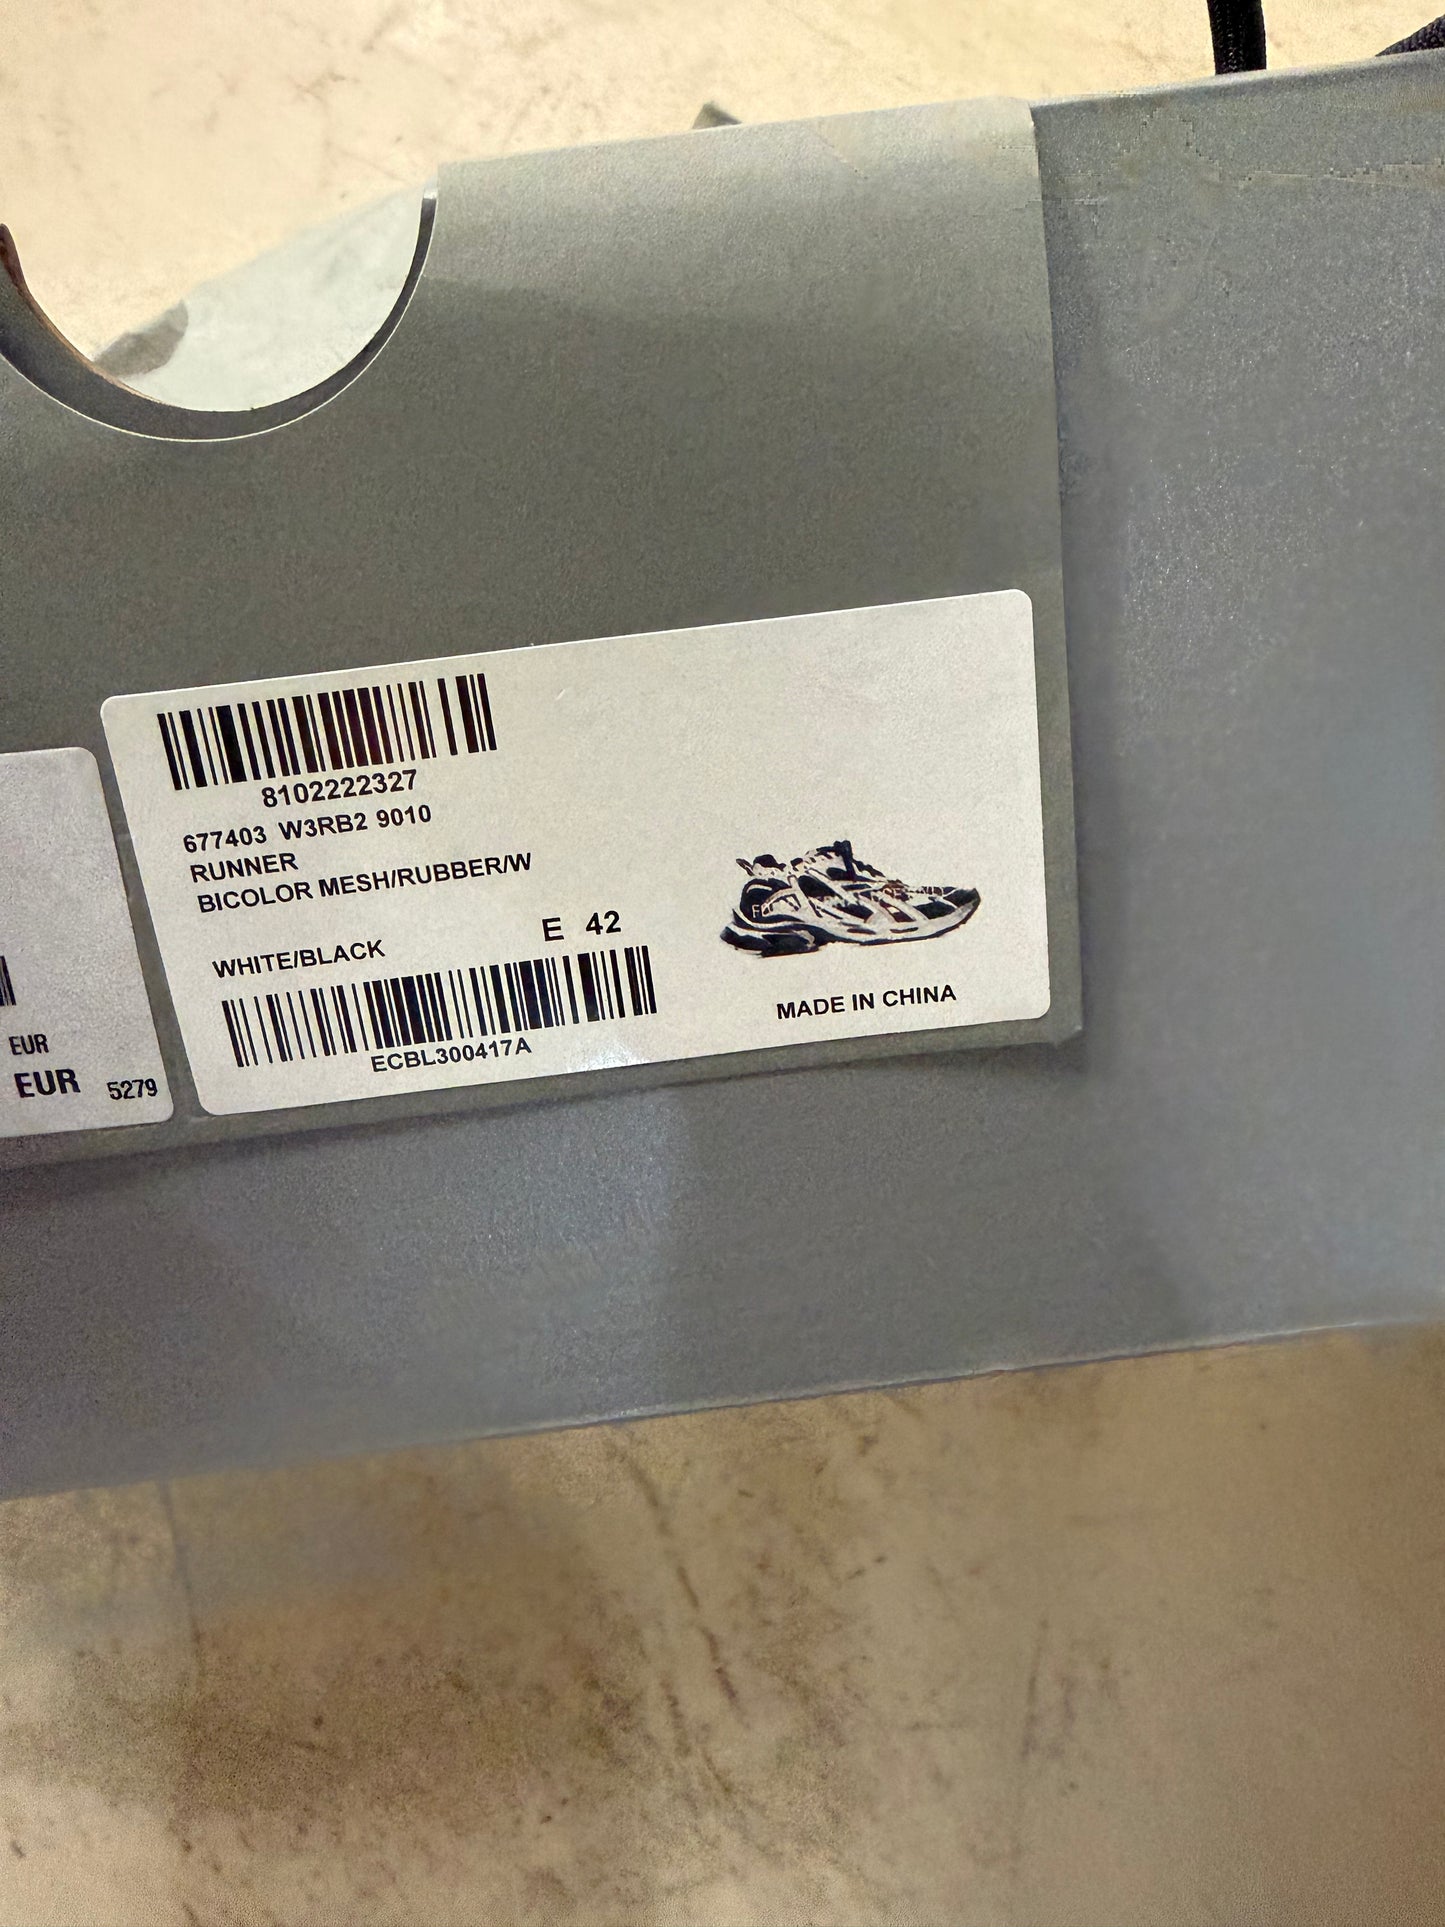 8102222327
677403 W3RB2 9010
RUNNER
BICOLOR MESH/RUBBER/W
E 42
WHITE/BLACK
ECBL300417A
MADE IN CHINA
EUR
EUR 5279